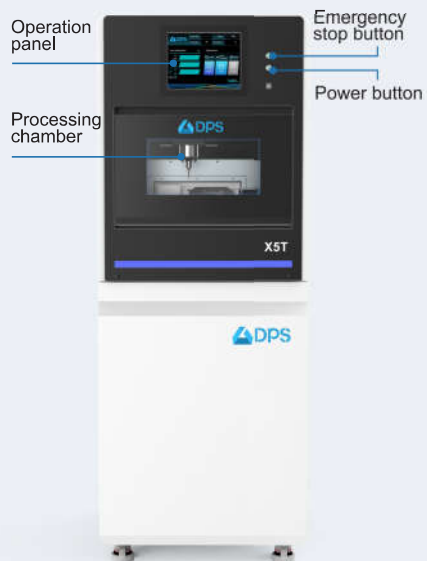 Operation
panel
Emergency
stop button
Power button
Processing
chamber
DPS
X5T
DPS